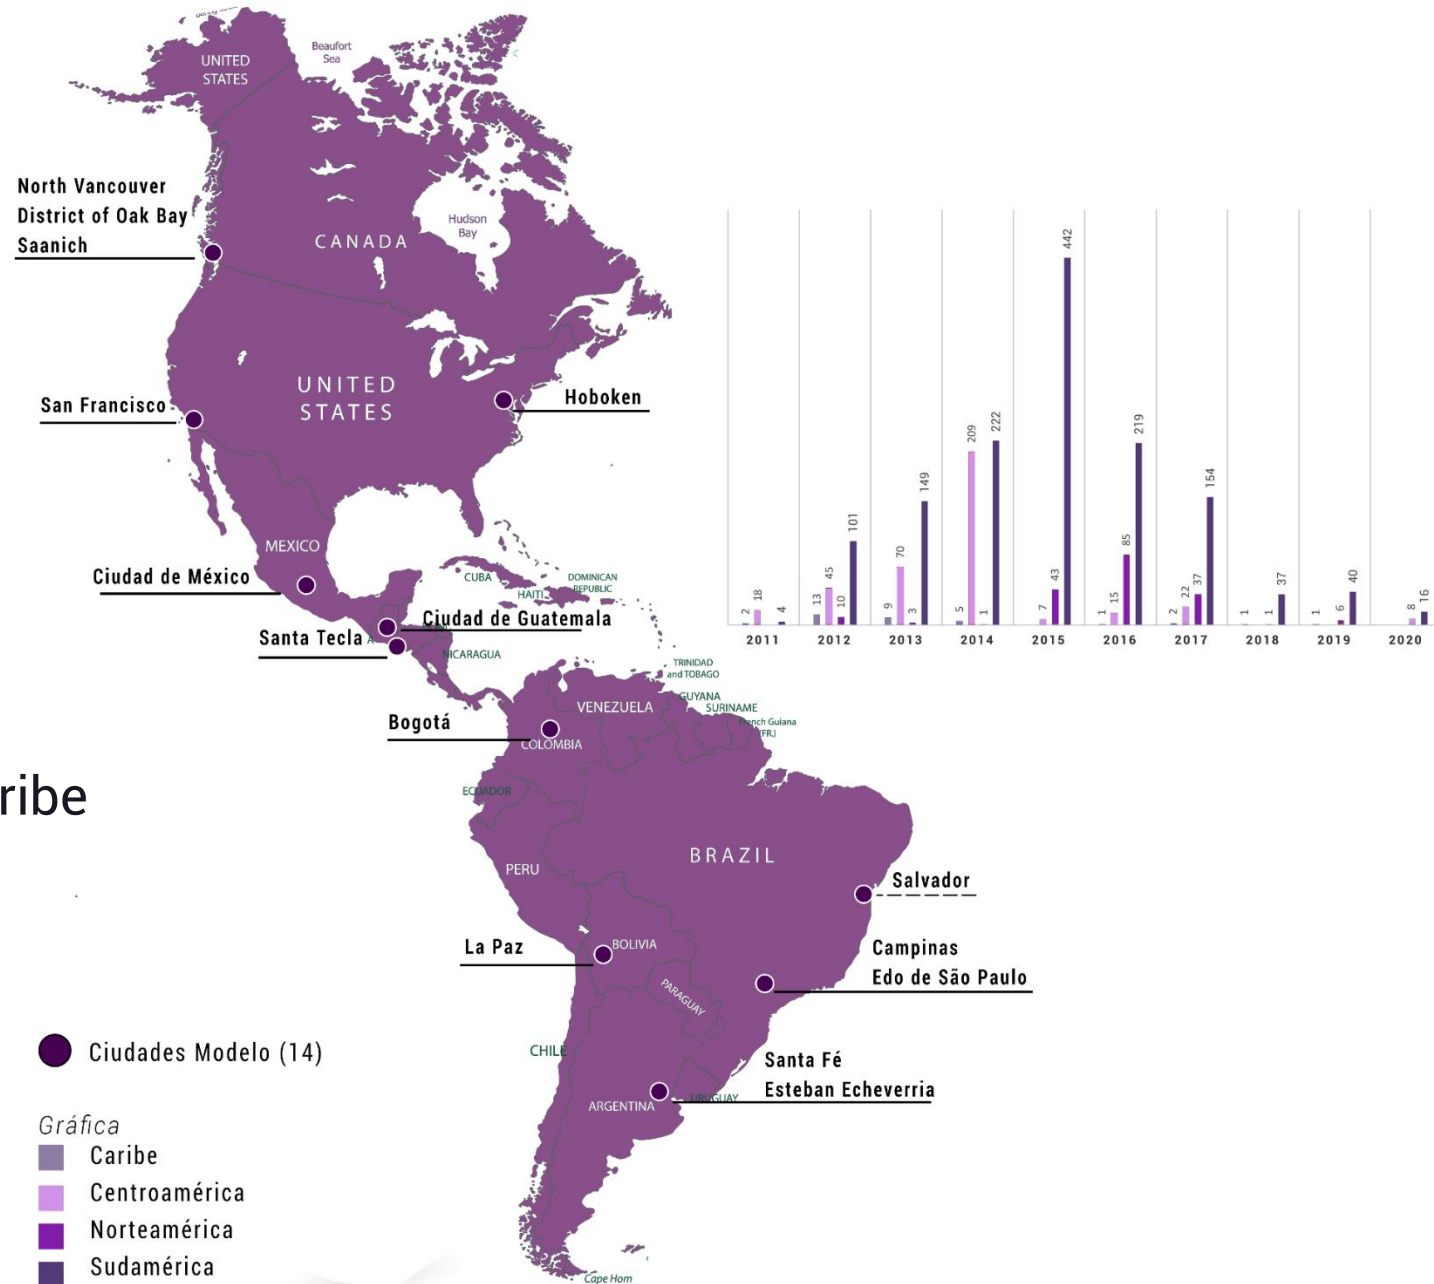 UNITED
STATES
Beaufort
Sea
North Vancouver
District of Oak Bay
Saanich
CANADA
Hudson
Bay
UNITED
STATES
San Francisco
Hoboken
MEXICO
Ciudad de México
CUBA
HAITI
DOMINICAN
REPUBLIC
Ciudad de Guatemala
Santa Tecla
NICARAGUA
TRINIDAD
and TOBAGO
GUYANA
SURINAME
French Guiana
(FR.)
VENEZUELA
Bogotá
COLOMBIA
ECUADOR
ribe
PERU
BRAZIL
Salvador
La Paz
BOLIVIA
Campinas
Edo de São Paulo
PARAGUAY
CHILE
Santa Fé
Esteban Echeverria
URUGUAY
ARGENTINA
Cape Horn
2 18 4
13 45 10 101
9 70 3 149
5 209 1 222
7 43 442
1 15 85 219
2 22 37 154
1 1 37
1 6 40
8 16
2011 2012 2013 2014 2015 2016 2017 2018 2019 2020
Ciudades Modelo (14)
Gráfica
Caribe
Centroamérica
Norteamérica
Sudamérica